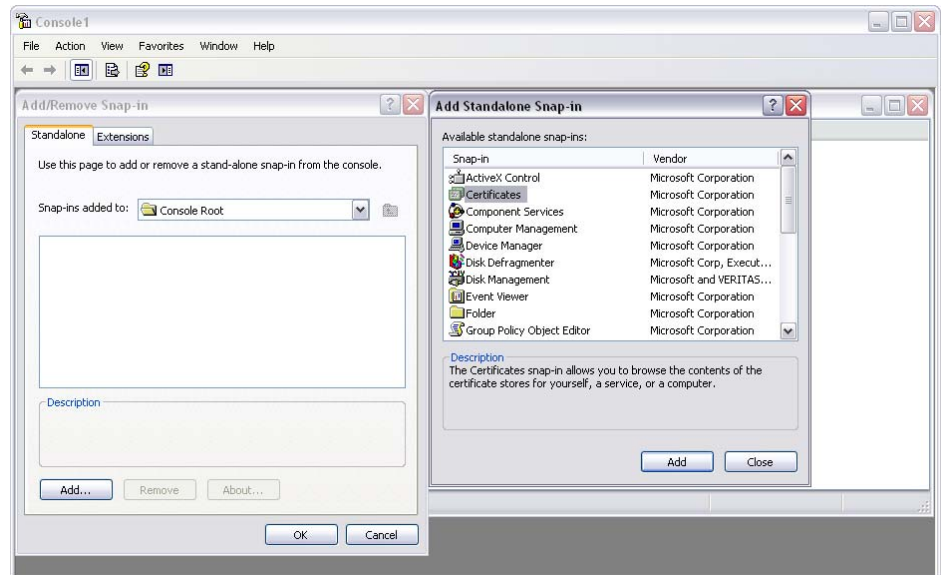 Console1
File Action View Favorites Window Help
Add/Remove Snap-in
Standalone Extensions
Use this page to add or remove a stand-alone snap-in from the console.
Snap-ins added to: Console Root
Description
Add... Remove About...
OK Cancel
Add Standalone Snap-in
Available standalone snap-ins:
Snap-in Vendor
ActiveX Control Microsoft Corporation
Certificates Microsoft Corporation
Component Services Microsoft Corporation
Computer Management Microsoft Corporation
Device Manager Microsoft Corporation
Disk Defragmenter Microsoft Corp, Execut...
Disk Management Microsoft and VERITAS...
Event Viewer Microsoft Corporation
Folder Microsoft Corporation
Group Policy Object Editor Microsoft Corporation
Description
The Certificates snap-in allows you to browse the contents of the
certificate stores for yourself, a service, or a computer.
Add Close